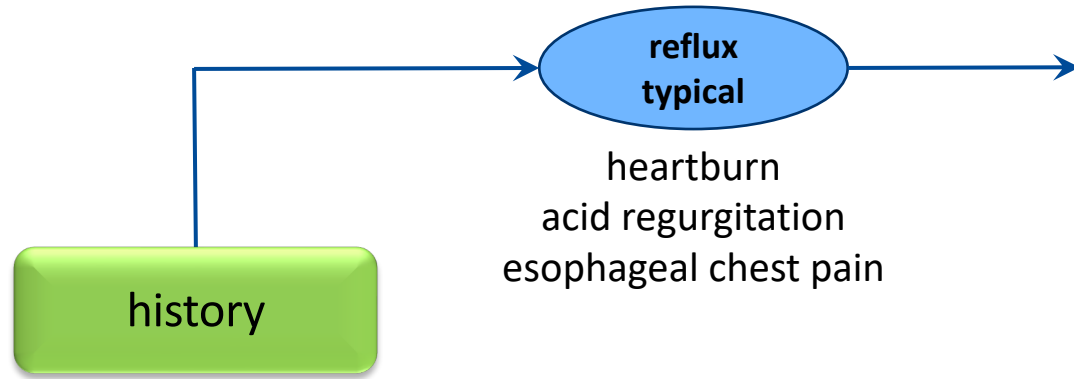 reflux
typical
heartburn
acid regurgitation
esophageal chest pain
history